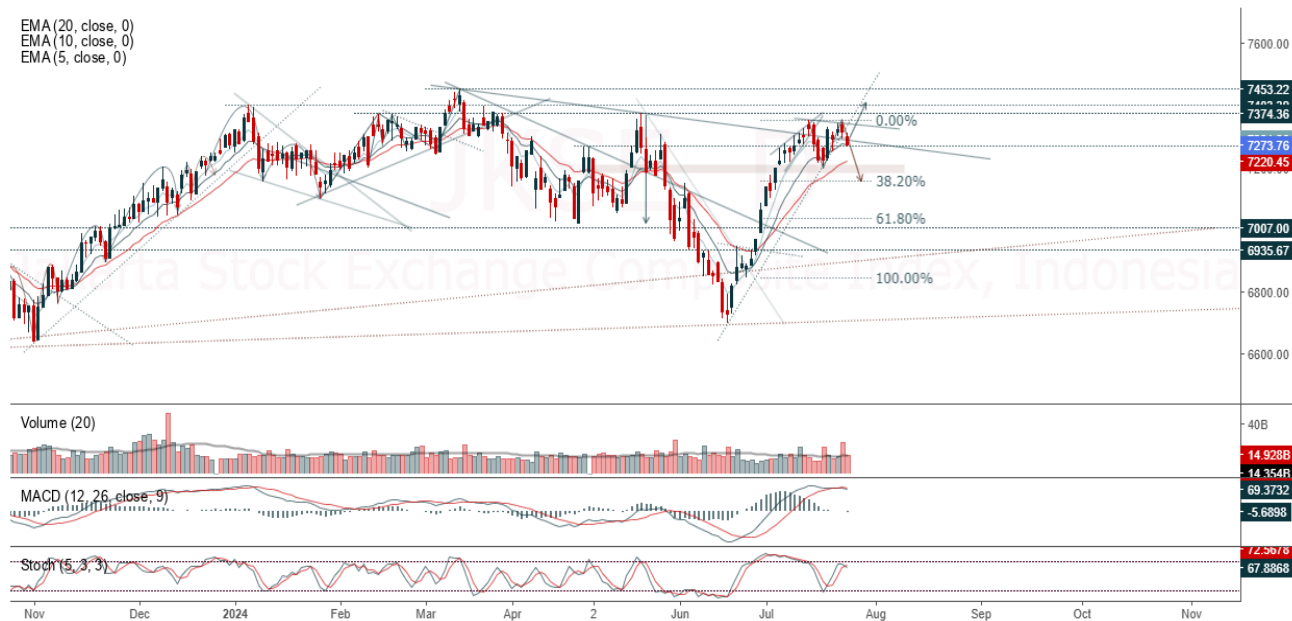 EMA (20, close, 0)
EMA (10, close, 0)
EMA (5, close, 0)
7600.00
7453.22
7374.36
0.00%
7273.76
7220.45
38.20%
61.80%
7007.00
6935.67
Stock Exchange Composite Index, Indonesia
100.00%
6800.00
6600.00
Volume (20)
40B
14.928B
14.354B
MACD (12, 26, close, 9)
69.3732
-5.6898
72.5678
Stoch (5, 3, 3)
67.8868
Nov Dec 2024 Feb Mar Apr 2 Jun Jul Aug Sep Oct Nov